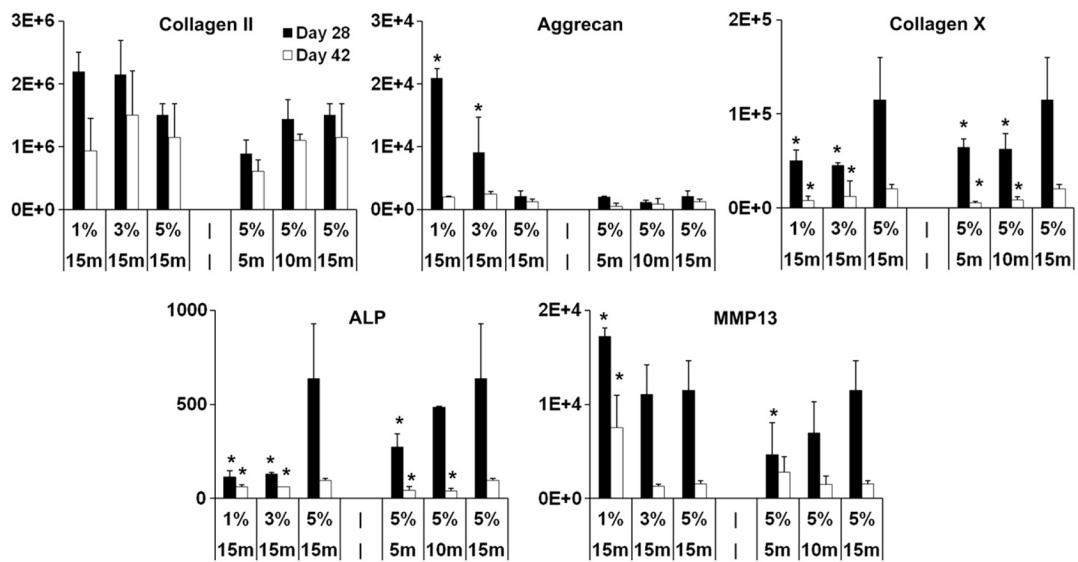 Collagen II
Day 28
Day 42
3E+6
2E+6
1E+6
0E+0
1% 3% 5% | 5% 5% 5%
15m 15m 15m | 5m 10m 15m
Aggrecan
3E+4
2E+4
1E+4
0E+0
* *
1% 3% 5% | 5% 5% 5%
15m 15m 15m | 5m 10m 15m
Collagen X
2E+5
1E+5
0E+0
* * * * * * * *
1% 3% 5% | 5% 5% 5%
15m 15m 15m | 5m 10m 15m
ALP
1000
500
0
* * * * * * *
1% 3% 5% | 5% 5% 5%
15m 15m 15m | 5m 10m 15m
MMP13
2E+4
1E+4
0E+0
* * *
1% 3% 5% | 5% 5% 5%
15m 15m 15m | 5m 10m 15m